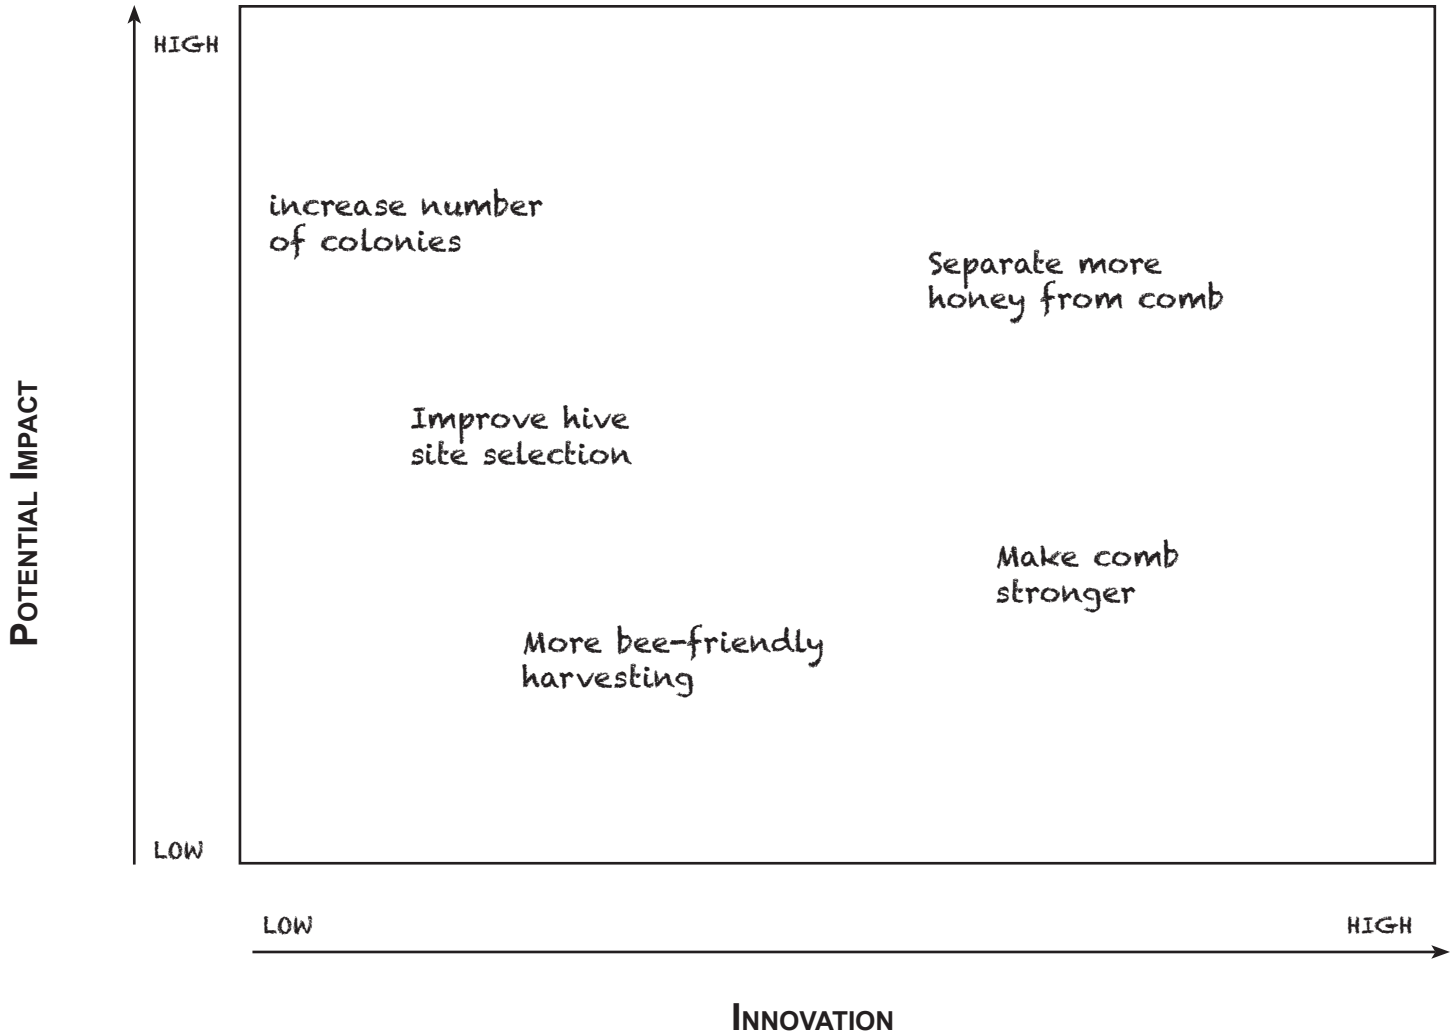 HIGH
increase number
of colonies
Separate more
honey from comb
Improve hive
site selection
POTENTIAL IMPACT
Make comb
stronger
More bee-friendly
harvesting
LOW
LOW
HIGH
INNOVATION